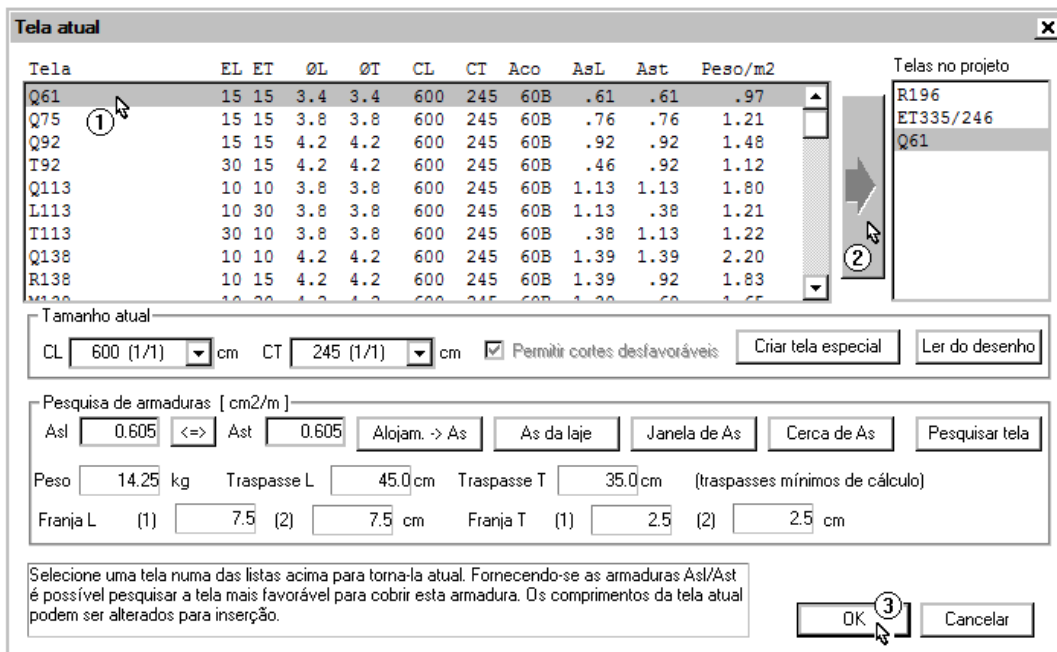 Tela atual
Tela EL ET ØL ØT CL CT Aco AsL Ast Peso/m2
Telas no projeto
Q61 15 15 3.4 3.4 600 245 60B .61 .61 .97
R196
1
Q75 15 15 3.8 3.8 600 245 60B .76 .76 1.21
ET335/246
Q92 15 15 4.2 4.2 600 245 60B .92 .92 1.48
Q61
T92 30 15 4.2 4.2 600 245 60B .46 .92 1.12
Q113 10 10 3.8 3.8 600 245 60B 1.13 1.13 1.80
L113 10 30 3.8 3.8 600 245 60B 1.13 .38 1.21
T113 30 10 3.8 3.8 600 245 60B .38 1.13 1.22
Q138 10 10 4.2 4.2 600 245 60B 1.39 1.39 2.20
2
R138 10 15 4.2 4.2 600 245 60B 1.39 .92 1.83
Tamanho atual
CL 600 (1/1) cm CT 245 (1/1) cm Permitir cortes desfavoráveis Criar tela especial Ler do desenho
Pesquisa de armaduras [ cm2/m ]
Asl 0.605 <=> Ast 0.605 Alojam. -> As As da laje Janela de As Cerca de As Pesquisar tela
Peso 14.25 kg Traspasse L 45.0 cm Traspasse T 35.0 cm (traspasses mínimos de cálculo)
Franja L (1) 7.5 (2) 7.5 cm Franja T (1) 2.5 (2) 2.5 cm
Selecione uma tela numa das listas acima para torna-la atual. Fornecendo-se as armaduras Asl/Ast
é possível pesquisar a tela mais favorável para cobrir esta armadura. Os comprimentos da tela atual
podem ser alterados para inserção.
OK 3 Cancelar